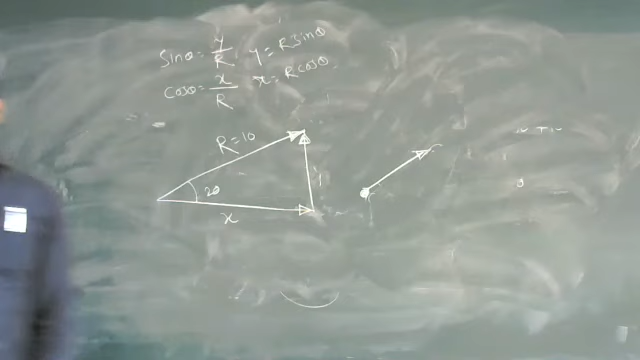 Sinθ = y/R, y = R sinθ
cosθ = x/R x = R cosθ
R = 10
20
x